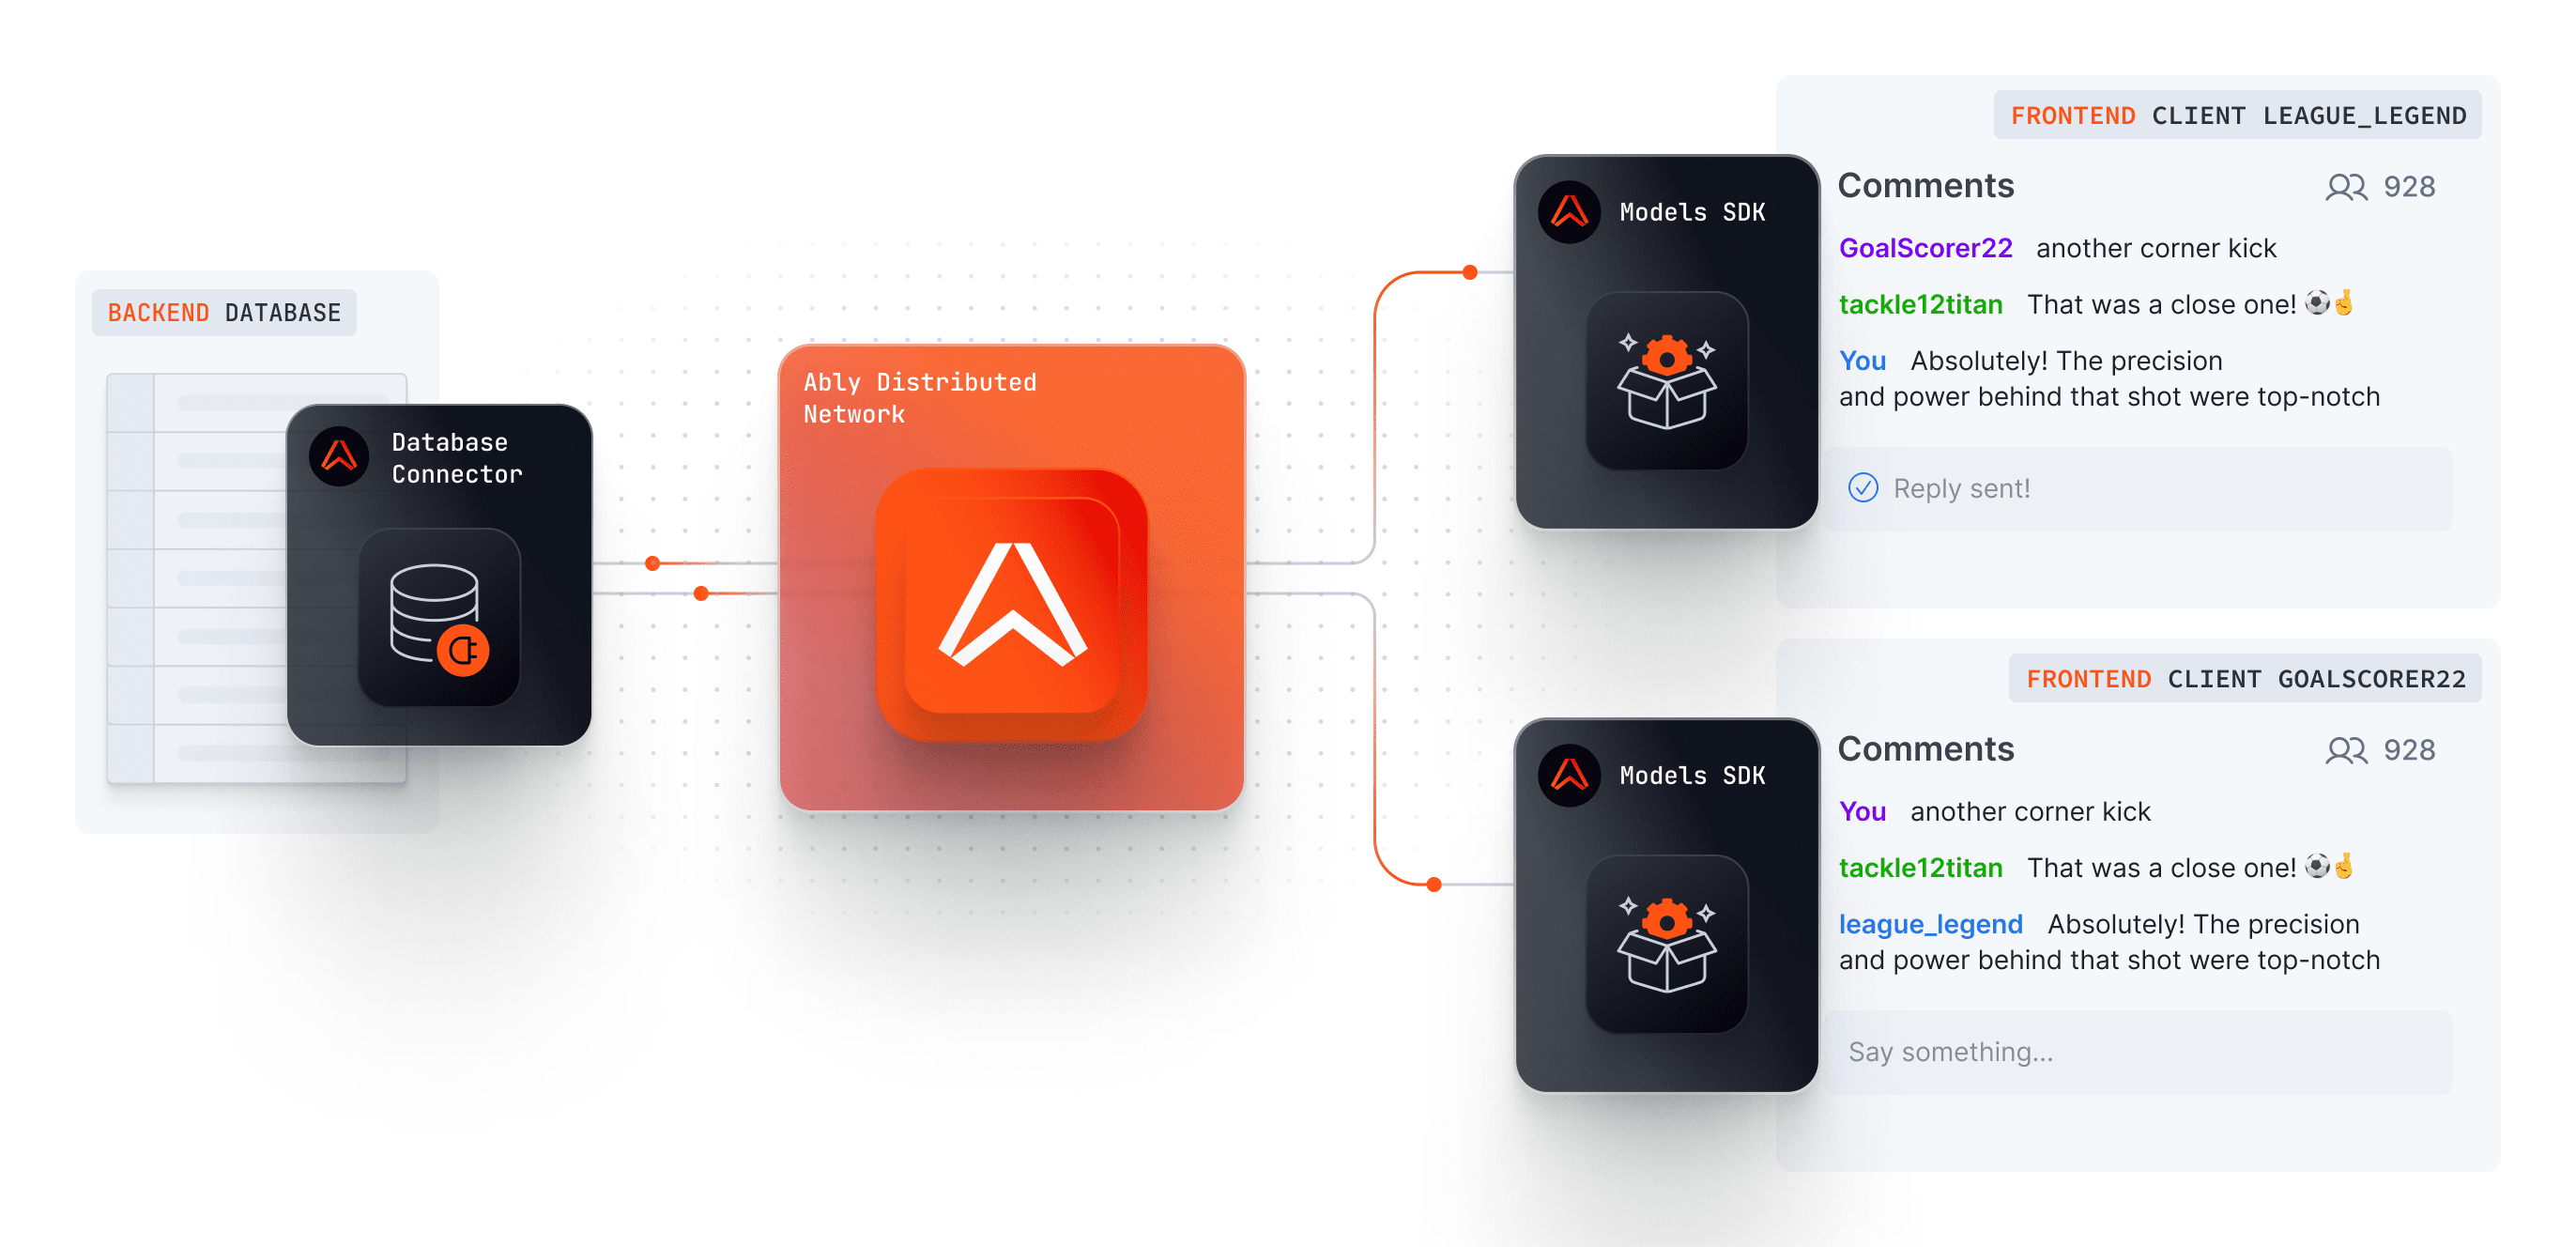 BACKEND DATABASE
Database
Connector
Ably Distributed
Network
Models SDK
FRONTEND CLIENT LEAGUE_LEGEND
Comments 928
GoalScorer22 another corner kick
tackle12titan That was a close one! ⚽🤞
You Absolutely! The precision
and power behind that shot were top-notch
Reply sent!
Models SDK
FRONTEND CLIENT GOALSCORER22
Comments 928
You another corner kick
tackle12titan That was a close one! ⚽🤞
league_legend Absolutely! The precision
and power behind that shot were top-notch
Say something...